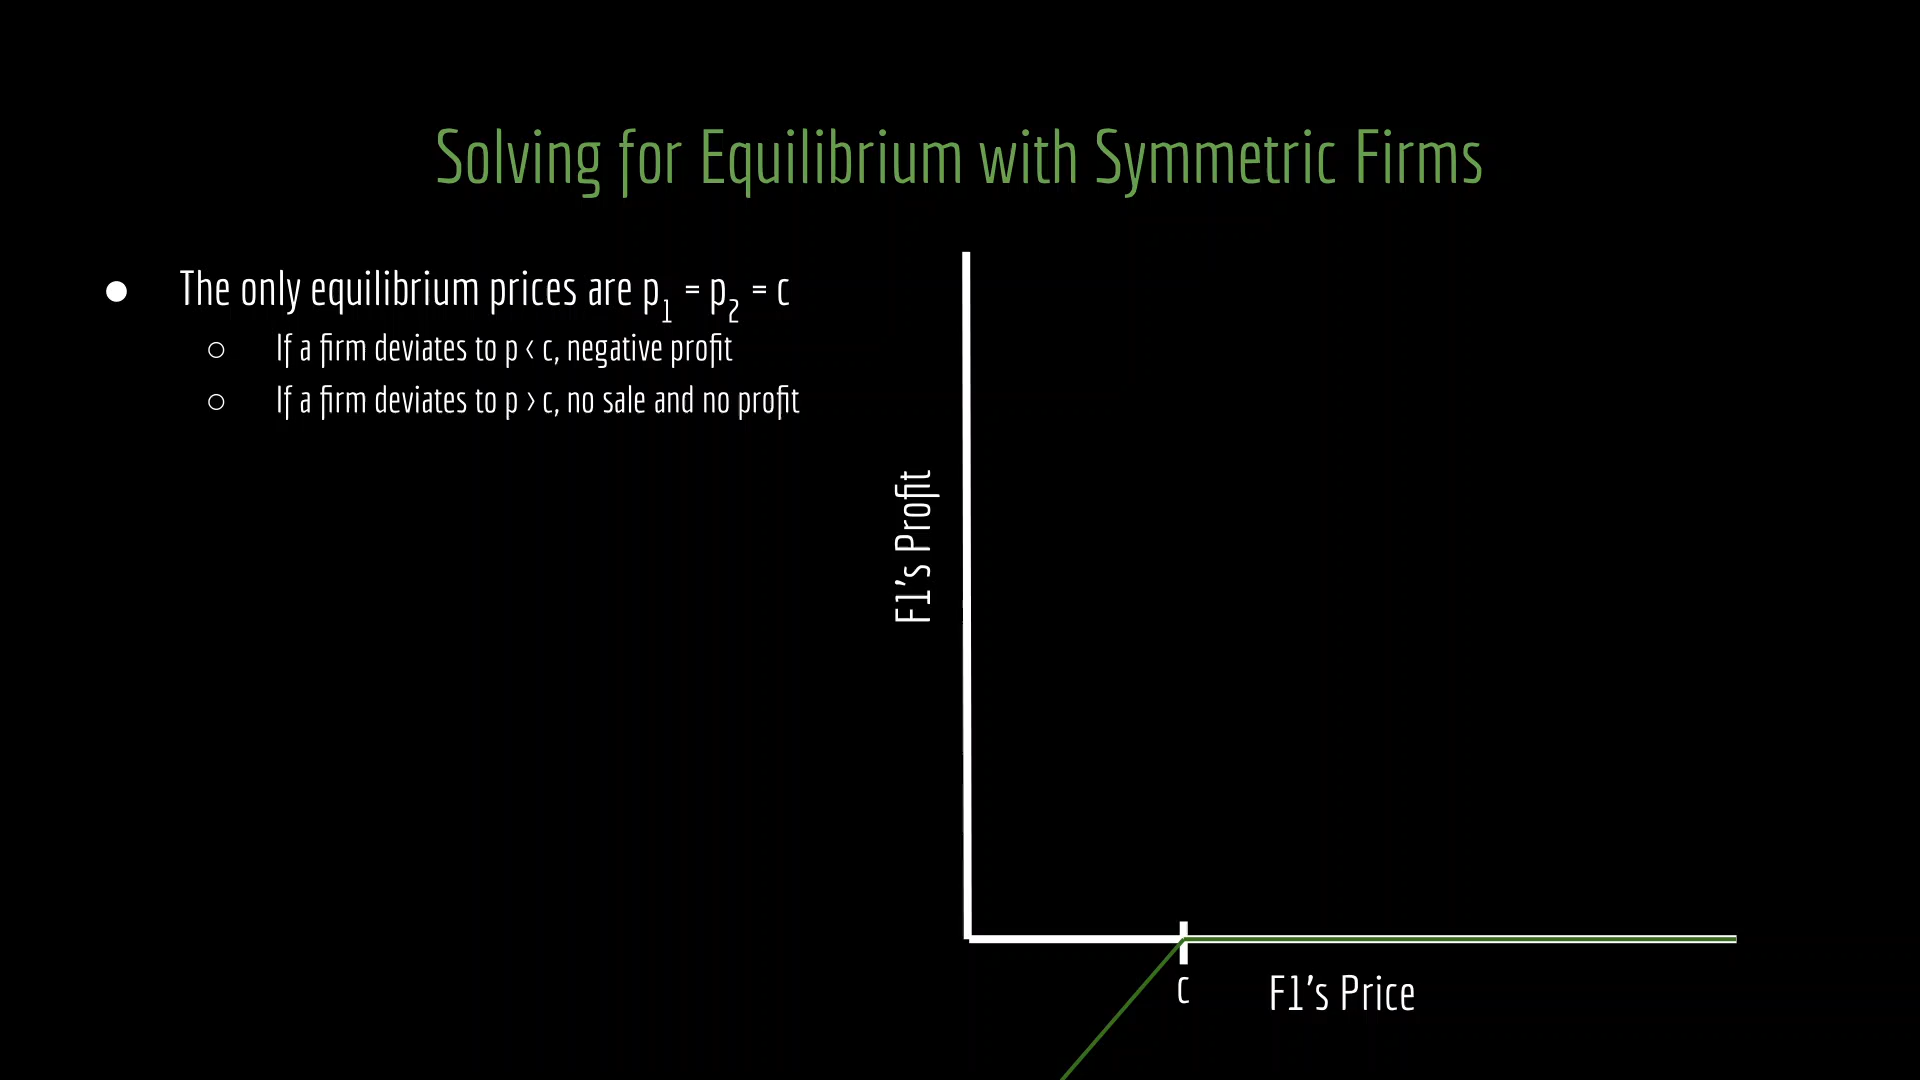 Solving for Equilibrium with Symmetric Firms
● The only equilibrium prices are p₁ = p₂ = c
○ If a firm deviates to p < c, negative profit
○ If a firm deviates to p > c, no sale and no profit
F1's Profit
c
F1's Price